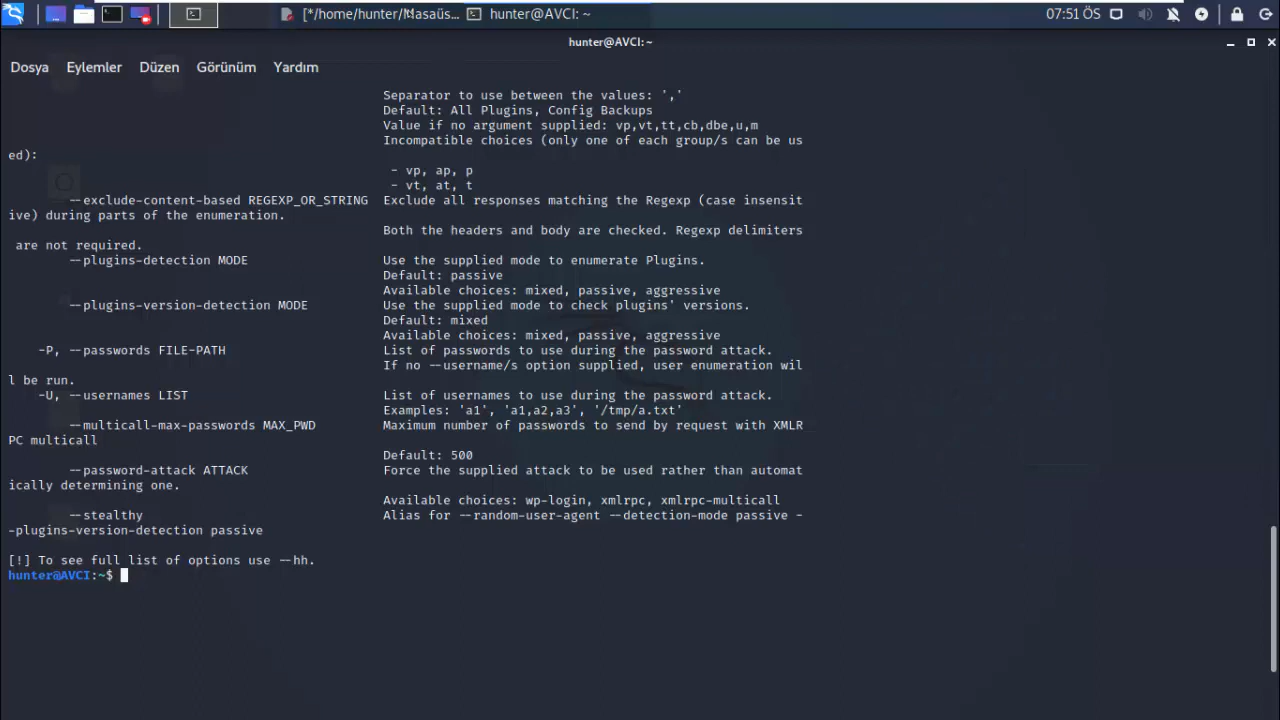 [*/home/hunter/Masaüs... hunter@AVCI: ~ 07:51 ÖS
hunter@AVCI:~
Dosya Eylemler Düzen Görünüm Yardım
Separator to use between the values: ','
Default: All Plugins, Config Backups
Value if no argument supplied: vp,vt,tt,cb,dbe,u,m
Incompatible choices (only one of each group/s can be us
ed):
- vp, ap, p
- vt, at, t
--exclude-content-based REGEXP_OR_STRING Exclude all responses matching the Regexp (case insensit
ive) during parts of the enumeration.
Both the headers and body are checked. Regexp delimiters
are not required.
--plugins-detection MODE Use the supplied mode to enumerate Plugins.
Default: passive
Available choices: mixed, passive, aggressive
--plugins-version-detection MODE Use the supplied mode to check plugins' versions.
Default: mixed
Available choices: mixed, passive, aggressive
-P, --passwords FILE-PATH List of passwords to use during the password attack.
If no --username/s option supplied, user enumeration wil
l be run.
-U, --usernames LIST List of usernames to use during the password attack.
Examples: 'a1', 'a1,a2,a3', '/tmp/a.txt'
--multicall-max-passwords MAX_PWD Maximum number of passwords to send by request with XMLR
PC multicall
Default: 500
--password-attack ATTACK Force the supplied attack to be used rather than automat
ically determining one.
Available choices: wp-login, xmlrpc, xmlrpc-multicall
--stealthy Alias for --random-user-agent --detection-mode passive -
-plugins-version-detection passive
[!] To see full list of options use --hh.
hunter@AVCI:~$